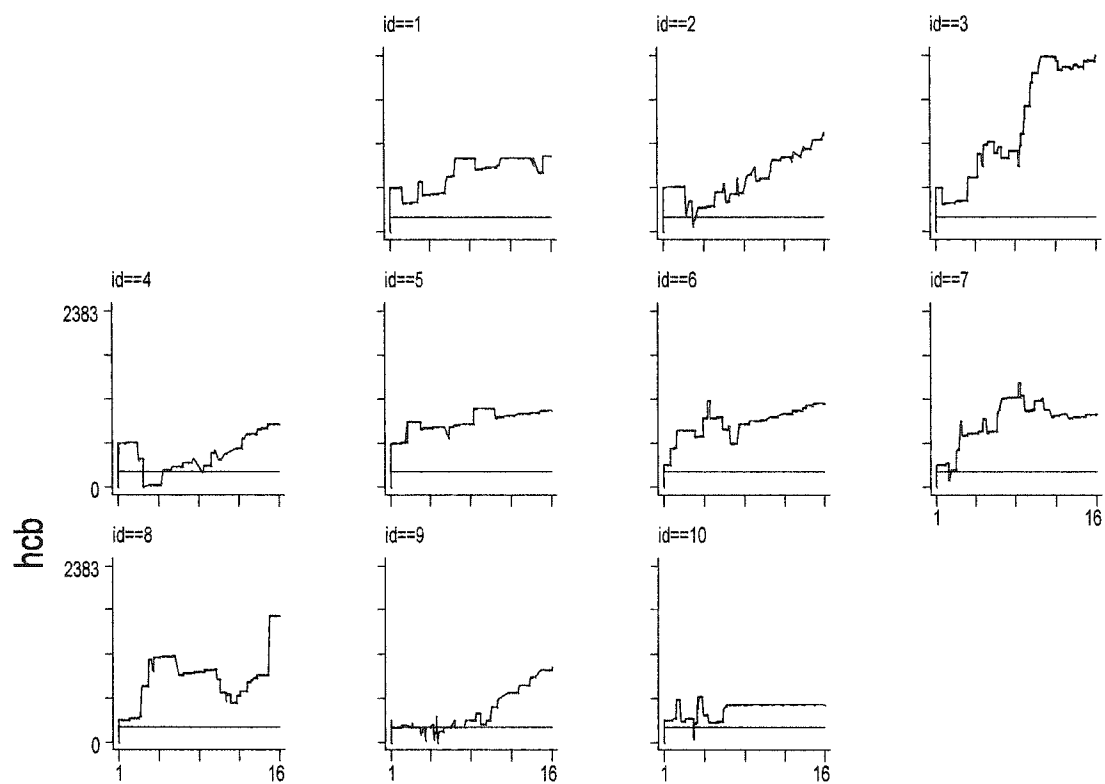 id==1 id==2 id==3
id==4 id==5 id==6 id==7
2383
0
1 16
id==8 id==9 id==10
hcb
2383
0
1 16 1 16 1 16